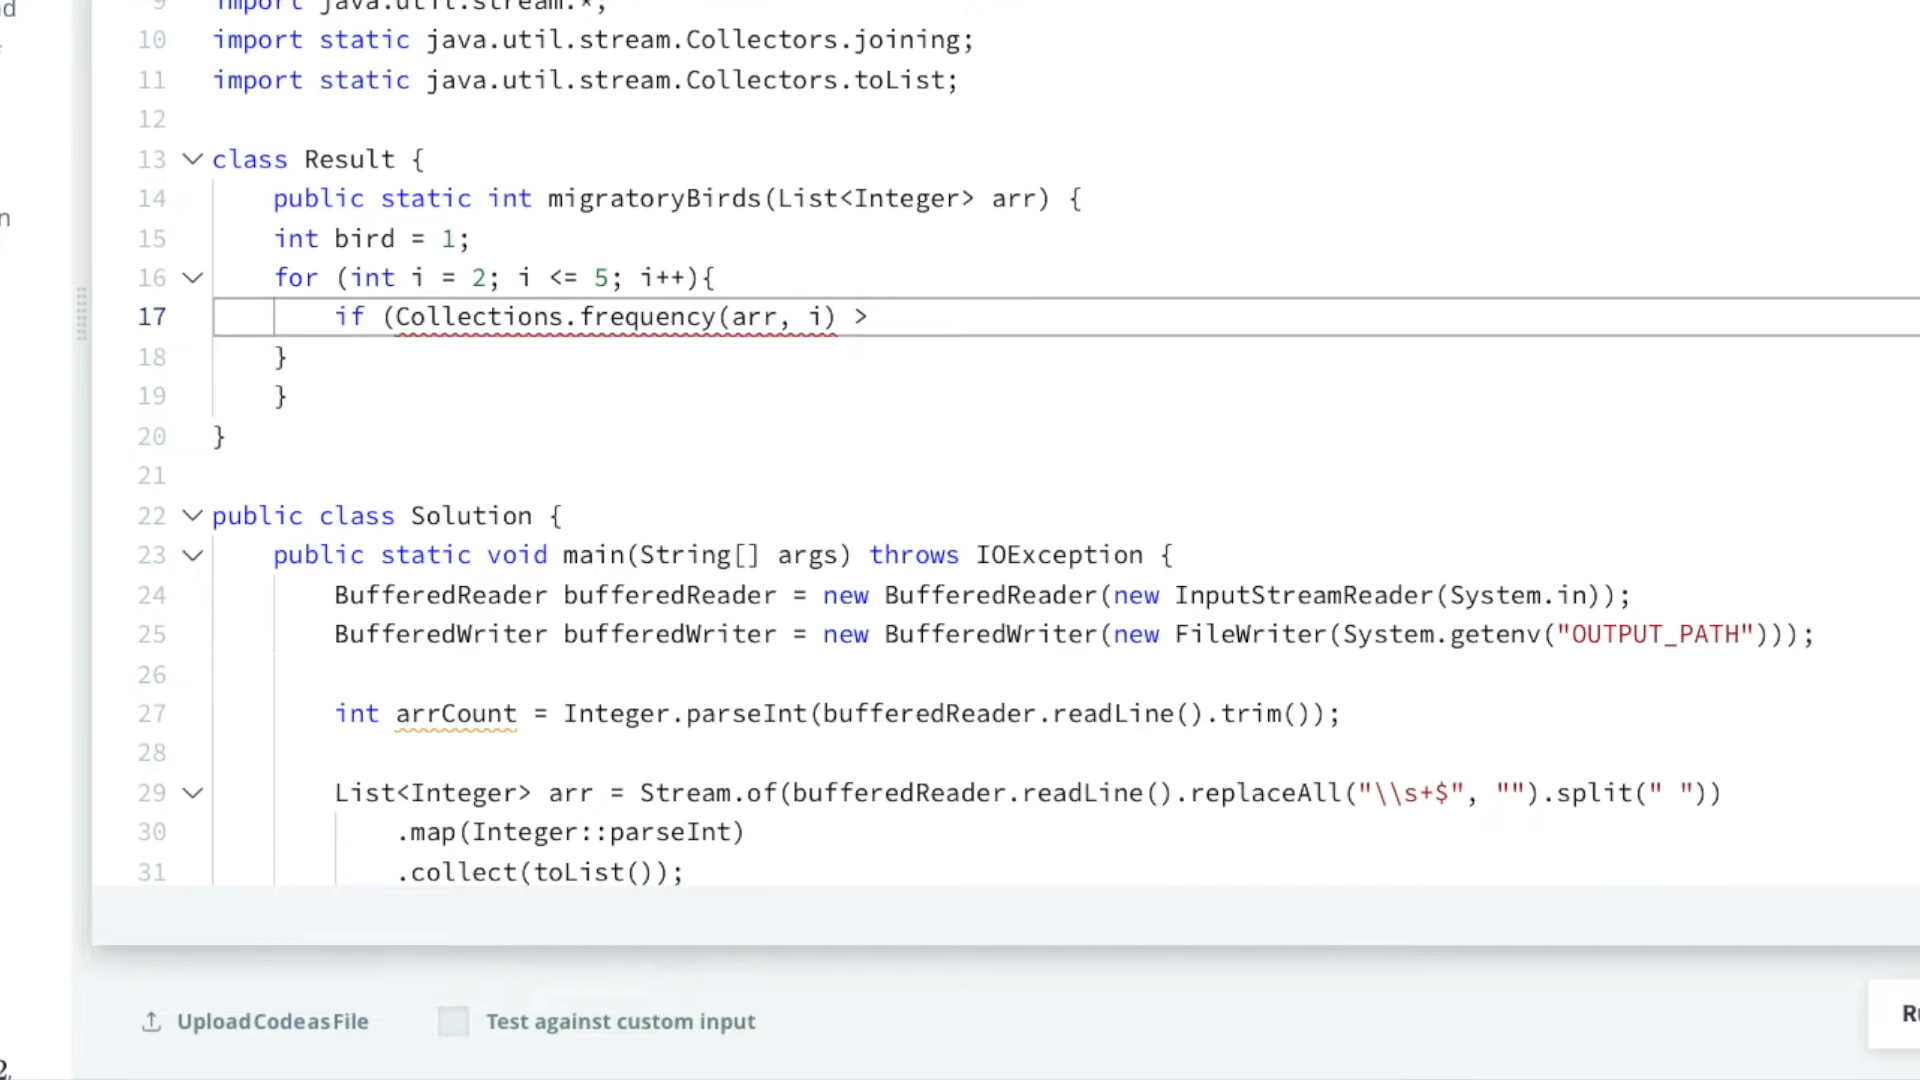 9 import java.util.stream.*;
10 import static java.util.stream.Collectors.joining;
11 import static java.util.stream.Collectors.toList;
12
13 class Result {
14 public static int migratoryBirds(List<Integer> arr) {
15 int bird = 1;
16 for (int i = 2; i <= 5; i++){
17 if (Collections.frequency(arr, i) >
18 }
19 }
20 }
21
22 public class Solution {
23 public static void main(String[] args) throws IOException {
24 BufferedReader bufferedReader = new BufferedReader(new InputStreamReader(System.in));
25 BufferedWriter bufferedWriter = new BufferedWriter(new FileWriter(System.getenv("OUTPUT_PATH")));
26
27 int arrCount = Integer.parseInt(bufferedReader.readLine().trim());
28
29 List<Integer> arr = Stream.of(bufferedReader.readLine().replaceAll("\\s+$", "").split(" "))
30 .map(Integer::parseInt)
31 .collect(toList());
Upload Code as File
Test against custom input